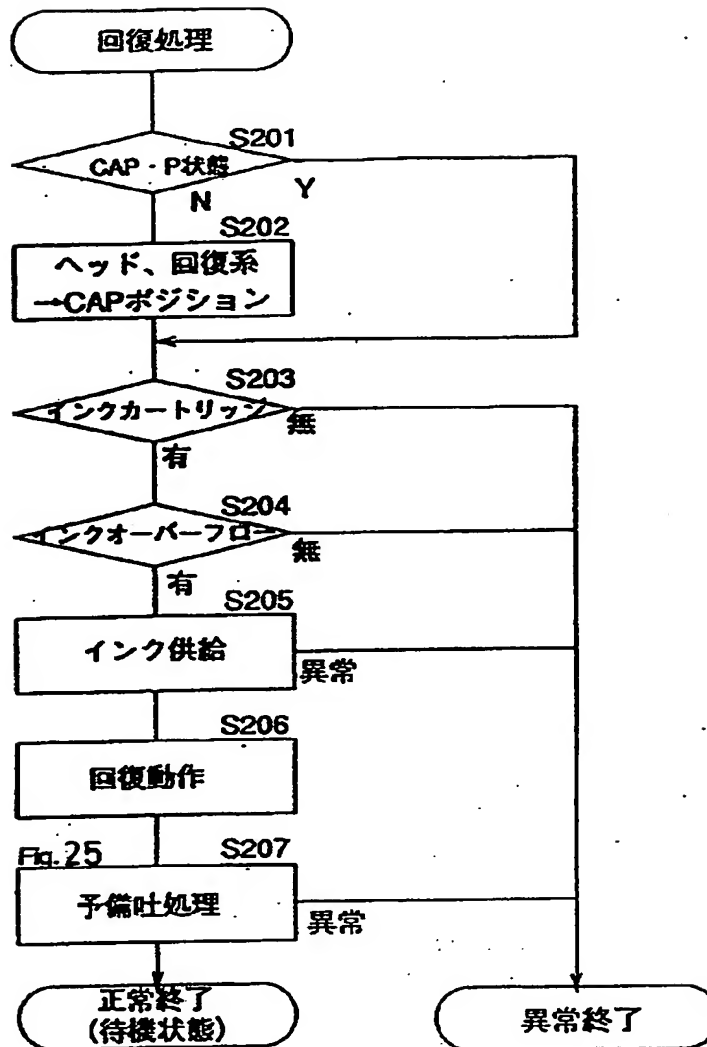 回復処理
S201
CAP・P状態
N
Y
S202
ヘッド、回復系
→CAPポジション
S203
インクカートリッジ
無
有
S204
インクオーバーフロー
無
有
S205
インク供給
異常
S206
回復動作
Fig. 25
S207
予備吐処理
異常
正常終了
(待機状態)
異常終了